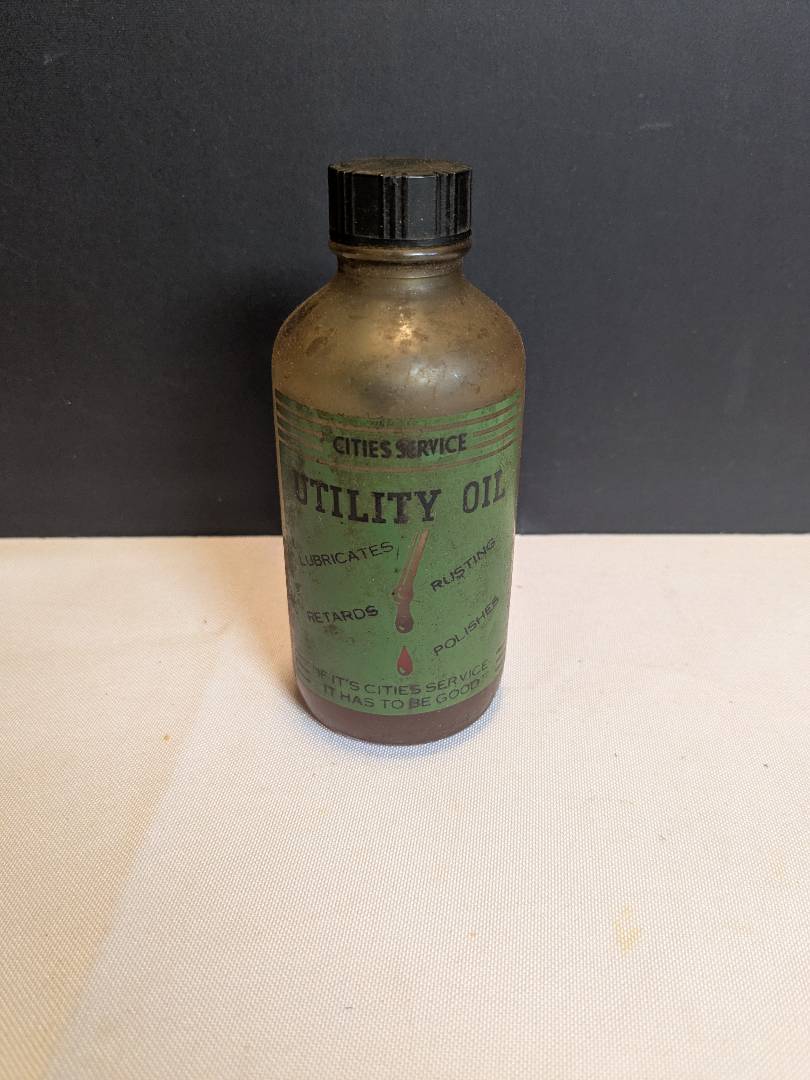 CITIES SERVICE
UTILITY OIL
LUBRICATES
RUSTING
RETARDS
POLISHES
"IF IT'S CITIES SERVICE
IT HAS TO BE GOOD"